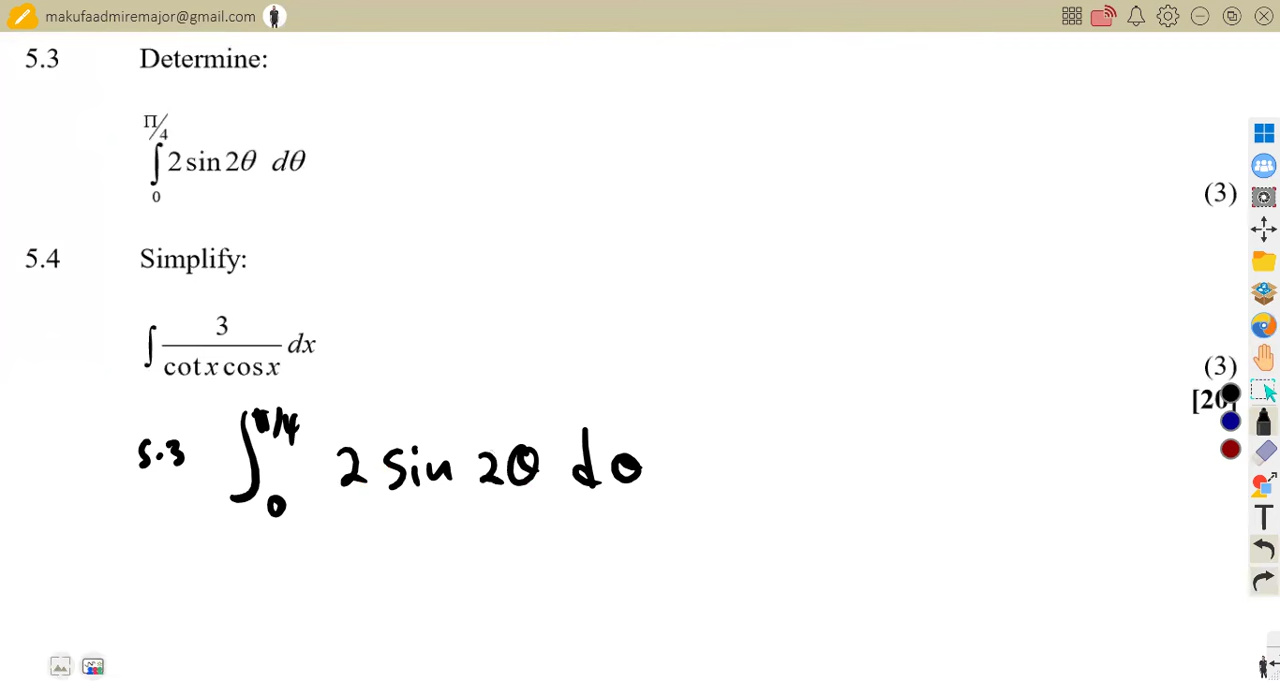 makufaadmiremajor@gmail.com
5.3 Determine:
∫₀^{Π/4} 2 sin 2θ dθ
(3)
5.4 Simplify:
∫ 3 / (cot x cos x) dx
(3)
[20]
5.3 ∫₀^{π/4} 2 sin 2θ dθ